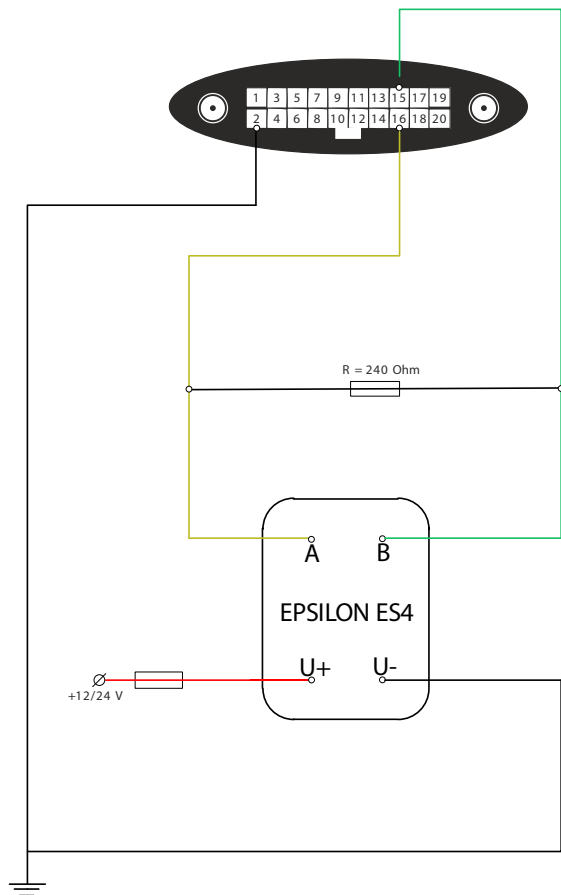 1 3 5 7 9 11 13 15 17 19
2 4 6 8 10 12 14 16 18 20
R = 240 Ohm
A B
EPSILON ES4
U+ U-
+12/24 V